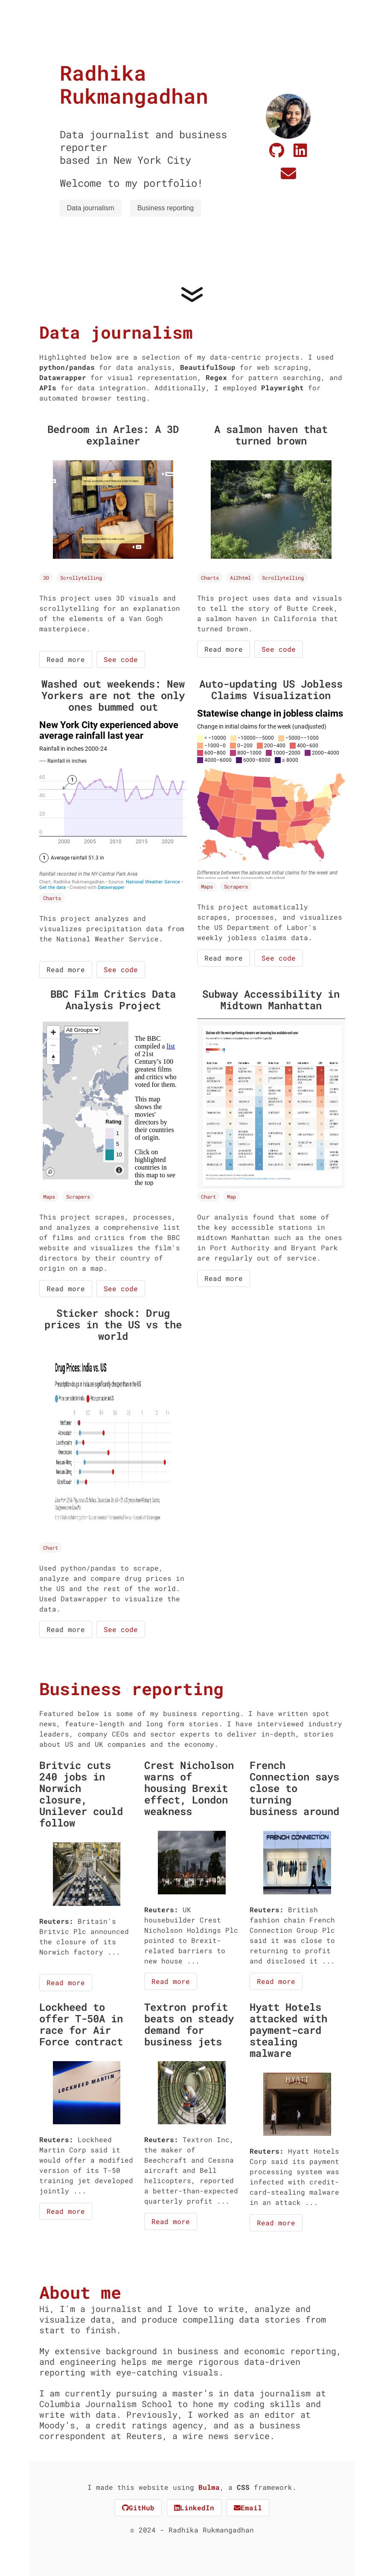 Radhika
Rukmangadhan
Data journalist and business
reporter
based in New York City
Welcome to my portfolio!
Data journalism
Business reporting
Data journalism
Highlighted below are a selection of my data-centric projects. I used
python/pandas for data analysis, BeautifulSoup for web scraping,
Datawrapper for visual representation, Regex for pattern searching, and
APIs for data integration. Additionally, I employed Playwright for
automated browser testing.
Bedroom in Arles: A 3D
explainer
3D
Scrollytelling
This project uses 3D visuals and
scrollytelling for an explanation
of the elements of a Van Gogh
masterpiece.
Read more
See code
A salmon haven that
turned brown
Charts
Ai2html
Scrollytelling
This project uses data and visuals
to tell the story of Butte Creek,
a salmon haven in California that
turned brown.
Read more
See code
Washed out weekends: New
Yorkers are not the only
ones bummed out
New York City experienced above
average rainfall last year
Rainfall in inches 2000-24
New York rainfall in inches
60
40
20
0
1
2000
2005
2010
2015
2020
1 Average rainfall 51.3 in
Rainfall recorded in the NY-Central Park Area
Chart: Radhika Rukmangadhan • Source: National Weather Service •
Get the data • Created with Datawrapper
Charts
This project analyzes and
visualizes precipitation data from
the National Weather Service.
Read more
See code
Auto-updating US Jobless
Claims Visualization
Statewide change in jobless claims
Change in initial claims for the week (unadjusted)
< −10000
−10000–−5000
−5000–−1000
−1000–0
0–200
200–400
400–600
600–800
800–1000
1000–2000
2000–4000
4000–6000
6000–8000
≥ 8000
Difference between the advanced initial claims for the week and
Maps
Scrapers
This project automatically
scrapes, processes, and visualizes
the US Department of Labor's
weekly jobless claims data.
Read more
See code
BBC Film Critics Data
Analysis Project
All Groups
Rating
1
5
10
The BBC
compiled a list
of 21st
Century's 100
greatest films
and critics who
voted for them.
This map
shows the
movies'
directors by
their countries
of origin.
Click on
highlighted
countries in
this map to see
the top
Maps
Scrapers
This project scrapes, processes,
and analyzes a comprehensive list
of films and critics from the BBC
website and visualizes the film's
directors by their country of
origin on a map.
Read more
See code
Subway Accessibility in
Midtown Manhattan
Stations with the most performing elevators are becoming less available each year
Chart
Map
Our analysis found that some of
the key accessible stations in
midtown Manhattan such as the ones
in Port Authority and Bryant Park
are regularly out of service.
Read more
Sticker shock: Drug
prices in the US vs the
world
Drug Prices: India vs. US
Chart
Used python/pandas to scrape,
analyze and compare drug prices in
the US and the rest of the world.
Used Datawrapper to visualize the
data.
Read more
See code
Business reporting
Featured below is some of my business reporting. I have written spot
news, feature-length and long form stories. I have interviewed industry
leaders, company CEOs and sector experts to deliver in-depth, stories
about US and UK companies and the economy.
Britvic cuts
240 jobs in
Norwich
closure,
Unilever could
follow
Reuters: Britain's
Britvic Plc announced
the closure of its
Norwich factory ...
Read more
Crest Nicholson
warns of
housing Brexit
effect, London
weakness
Reuters: UK
housebuilder Crest
Nicholson Holdings Plc
pointed to Brexit-
related barriers to
new house ...
Read more
French
Connection says
close to
turning
business around
FRENCH CONNECTION
Reuters: British
fashion chain French
Connection Group Plc
said it was close to
returning to profit
and disclosed it ...
Read more
Lockheed to
offer T-50A in
race for Air
Force contract
LOCKHEED MARTIN
Reuters: Lockheed
Martin Corp said it
would offer a modified
version of its T-50
training jet developed
jointly ...
Read more
Textron profit
beats on steady
demand for
business jets
Reuters: Textron Inc,
the maker of
Beechcraft and Cessna
aircraft and Bell
helicopters, reported
a better-than-expected
quarterly profit ...
Read more
Hyatt Hotels
attacked with
payment-card
stealing
malware
HYATT
Reuters: Hyatt Hotels
Corp said its payment
processing system was
infected with credit-
card-stealing malware
in an attack ...
Read more
About me
Hi, I'm a journalist and I love to write, analyze and
visualize data, and produce compelling data stories from
start to finish.
My extensive background in business and economic reporting,
and engineering helps me merge rigorous data-driven
reporting with eye-catching visuals.
I am currently pursuing a master's in data journalism at
Columbia Journalism School to hone my coding skills and
write with data. Previously, I worked as an editor at
Moody's, a credit ratings agency, and as a business
correspondent at Reuters, a wire news service.
I made this website using Bulma, a CSS framework.
GitHub
LinkedIn
Email
© 2024 - Radhika Rukmangadhan